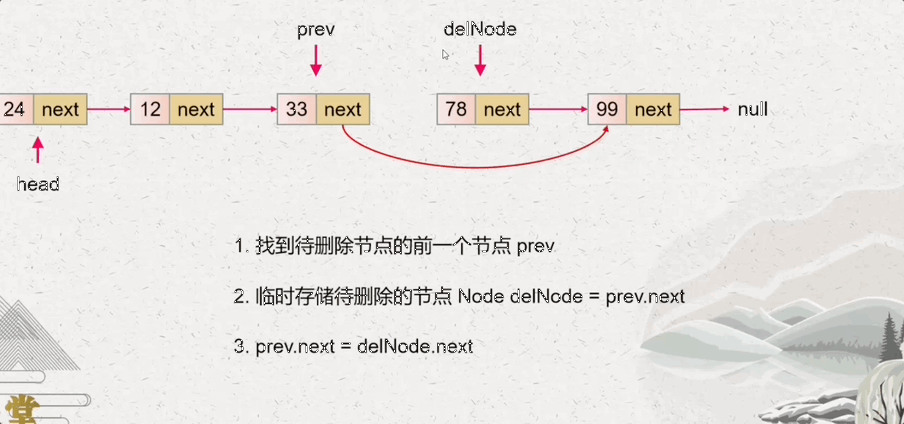 prev delNode
24 next 12 next 33 next 78 next 99 next null
head
1. 找到待删除节点的前一个节点 prev
2. 临时存储待删除的节点 Node delNode = prev.next
3. prev.next = delNode.next
堂